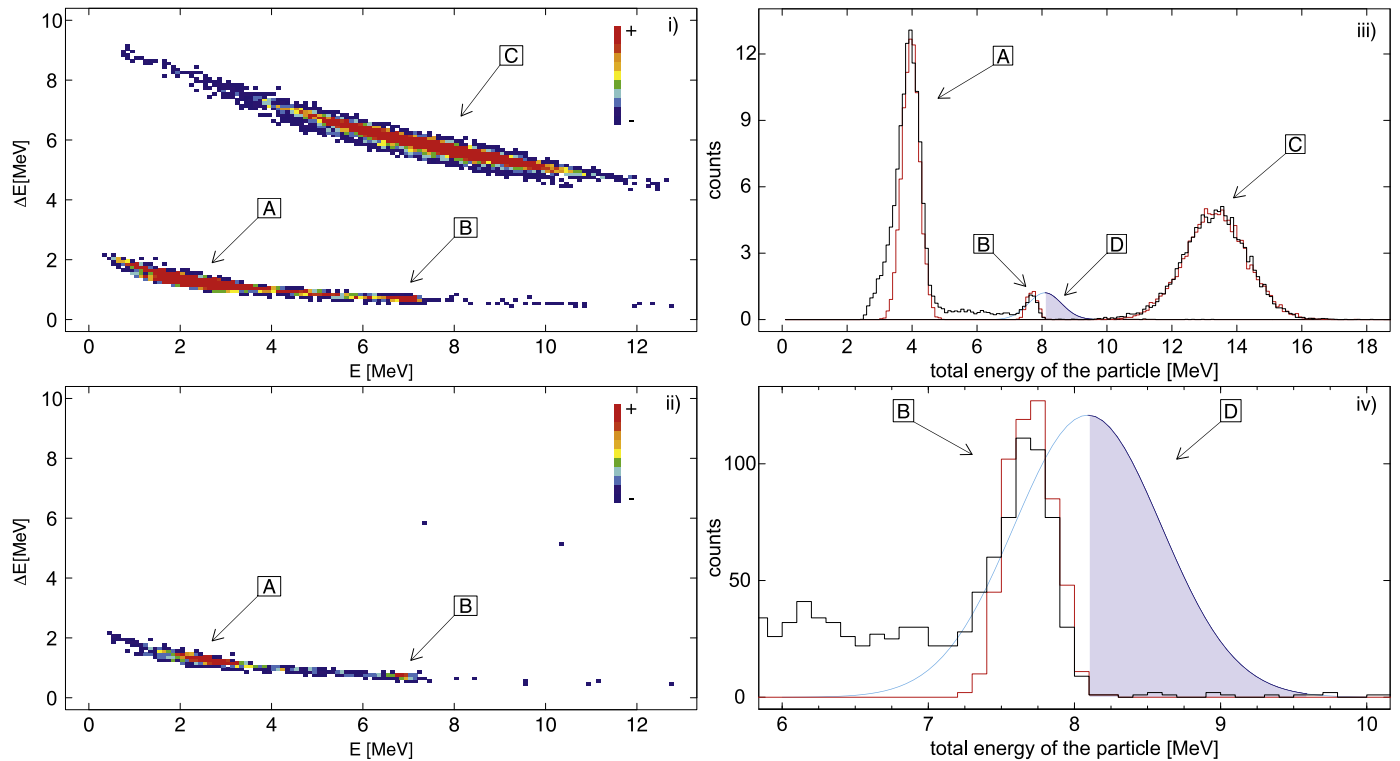 10
8
6
4
2
0
ΔE[MeV]
0 2 4 6 8 10 12
E [MeV]
+
-
i)
C
A
B
12
9
6
3
0
counts
0 2 4 6 8 10 12 14 16 18
total energy of the particle [MeV]
iii)
A
B
D
C
10
8
6
4
2
0
ΔE[MeV]
0 2 4 6 8 10 12
E [MeV]
+
-
ii)
A
B
100
50
0
counts
6 7 8 9 10
total energy of the particle [MeV]
iv)
B
D